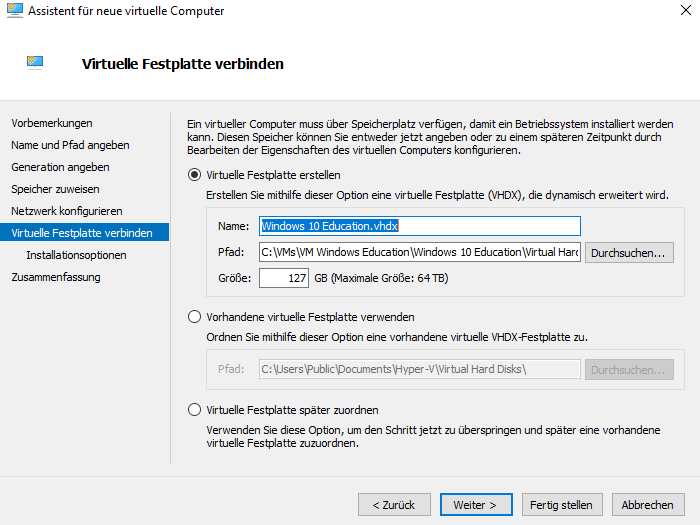 Assistent für neue virtuelle Computer
Virtuelle Festplatte verbinden
Vorbemerkungen
Name und Pfad angeben
Generation angeben
Speicher zuweisen
Netzwerk konfigurieren
Virtuelle Festplatte verbinden
Installationsoptionen
Zusammenfassung
Ein virtueller Computer muss über Speicherplatz verfügen, damit ein Betriebssystem installiert werden
kann. Diesen Speicher können Sie entweder jetzt angeben oder zu einem späteren Zeitpunkt durch
Bearbeiten der Eigenschaften des virtuellen Computers konfigurieren.
Virtuelle Festplatte erstellen
Erstellen Sie mithilfe dieser Option eine virtuelle Festplatte (VHDX), die dynamisch erweitert wird.
Name: Windows 10 Education.vhdx
Pfad: C:\VMs\VM Windows Education\Windows 10 Education\Virtual Hard Durchsuchen...
Größe: 127 GB (Maximale Größe: 64 TB)
Vorhandene virtuelle Festplatte verwenden
Ordnen Sie mithilfe dieser Option eine vorhandene virtuelle VHDX-Festplatte zu.
Pfad: C:\Users\Public\Documents\Hyper-V\Virtual Hard Disks\ Durchsuchen...
Virtuelle Festplatte später zuordnen
Verwenden Sie diese Option, um den Schritt jetzt zu überspringen und später eine vorhandene
virtuelle Festplatte zuzuordnen.
< Zurück Weiter > Fertig stellen Abbrechen